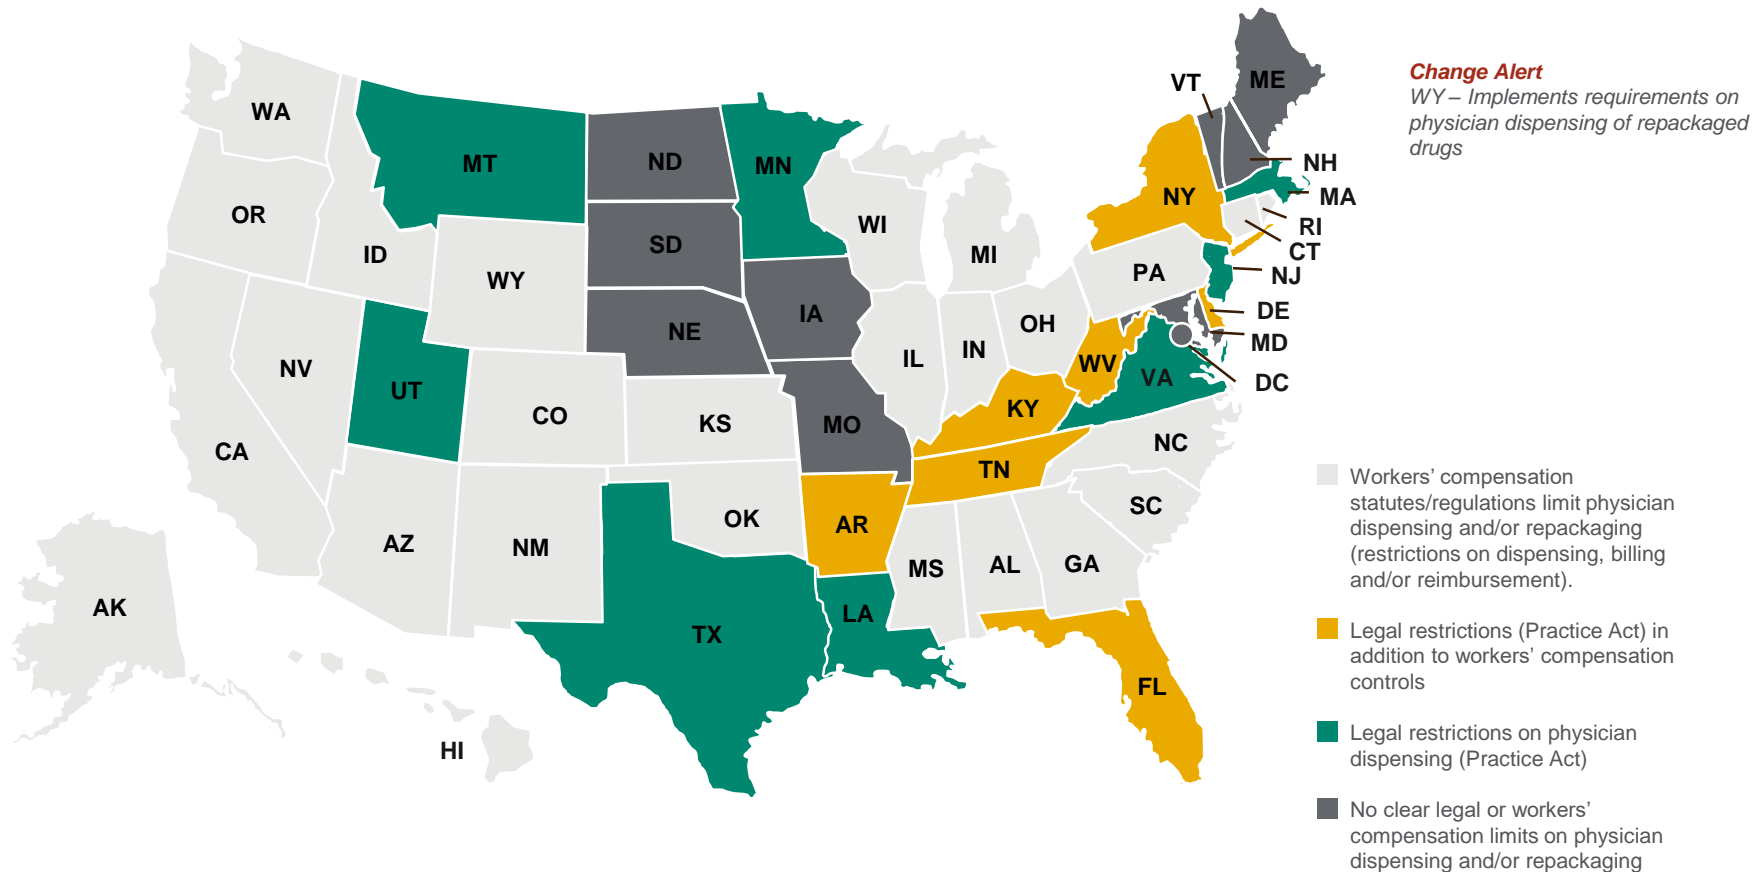 Change Alert
WY – Implements requirements on
physician dispensing of repackaged
drugs
WA
OR
CA
NV
ID
MT
WY
UT
AZ
CO
NM
ND
SD
NE
KS
OK
TX
MN
IA
MO
AR
LA
WI
IL
MI
IN
OH
KY
TN
MS
AL
GA
FL
SC
NC
VA
WV
PA
NY
VT
ME
NH
MA
RI
CT
NJ
DE
MD
DC
AK
HI
Workers’ compensation
statutes/regulations limit physician
dispensing and/or repackaging
(restrictions on dispensing, billing
and/or reimbursement).
Legal restrictions (Practice Act) in
addition to workers’ compensation
controls
Legal restrictions on physician
dispensing (Practice Act)
No clear legal or workers’
compensation limits on physician
dispensing and/or repackaging